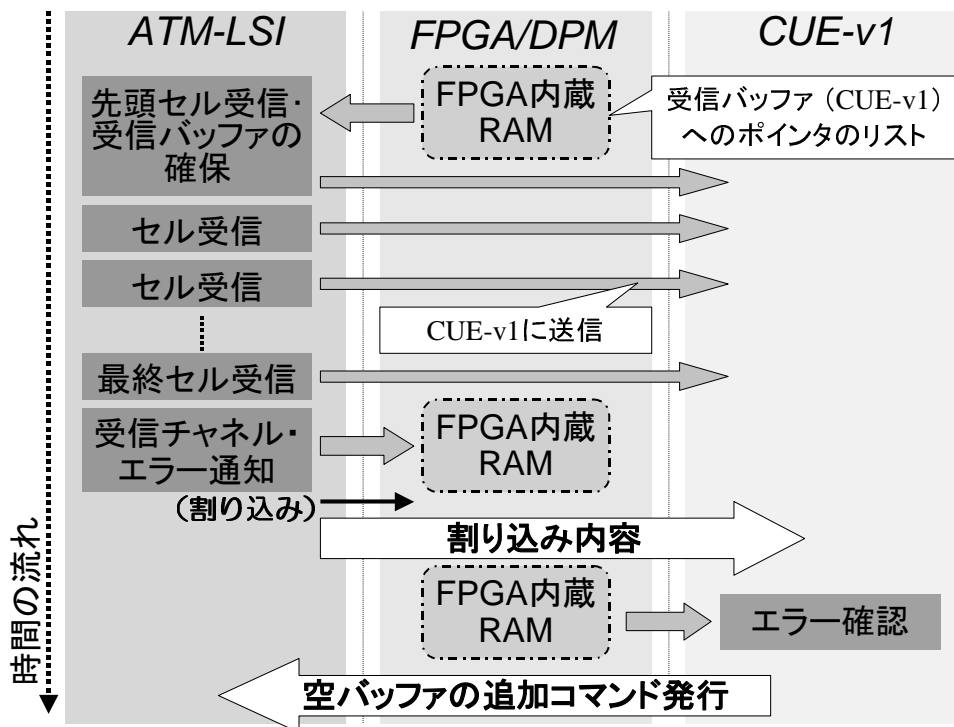 ATM-LSI
FPGA/DPM
CUE-v1
先頭セル受信・
受信バッファの
確保
FPGA内蔵
RAM
受信バッファ（CUE-v1）
へのポインタのリスト
セル受信
セル受信
CUE-v1に送信
最終セル受信
受信チャネル・
エラー通知
FPGA内蔵
RAM
（割り込み）
割り込み内容
FPGA内蔵
RAM
エラー確認
空バッファの追加コマンド発行
時間の流れ